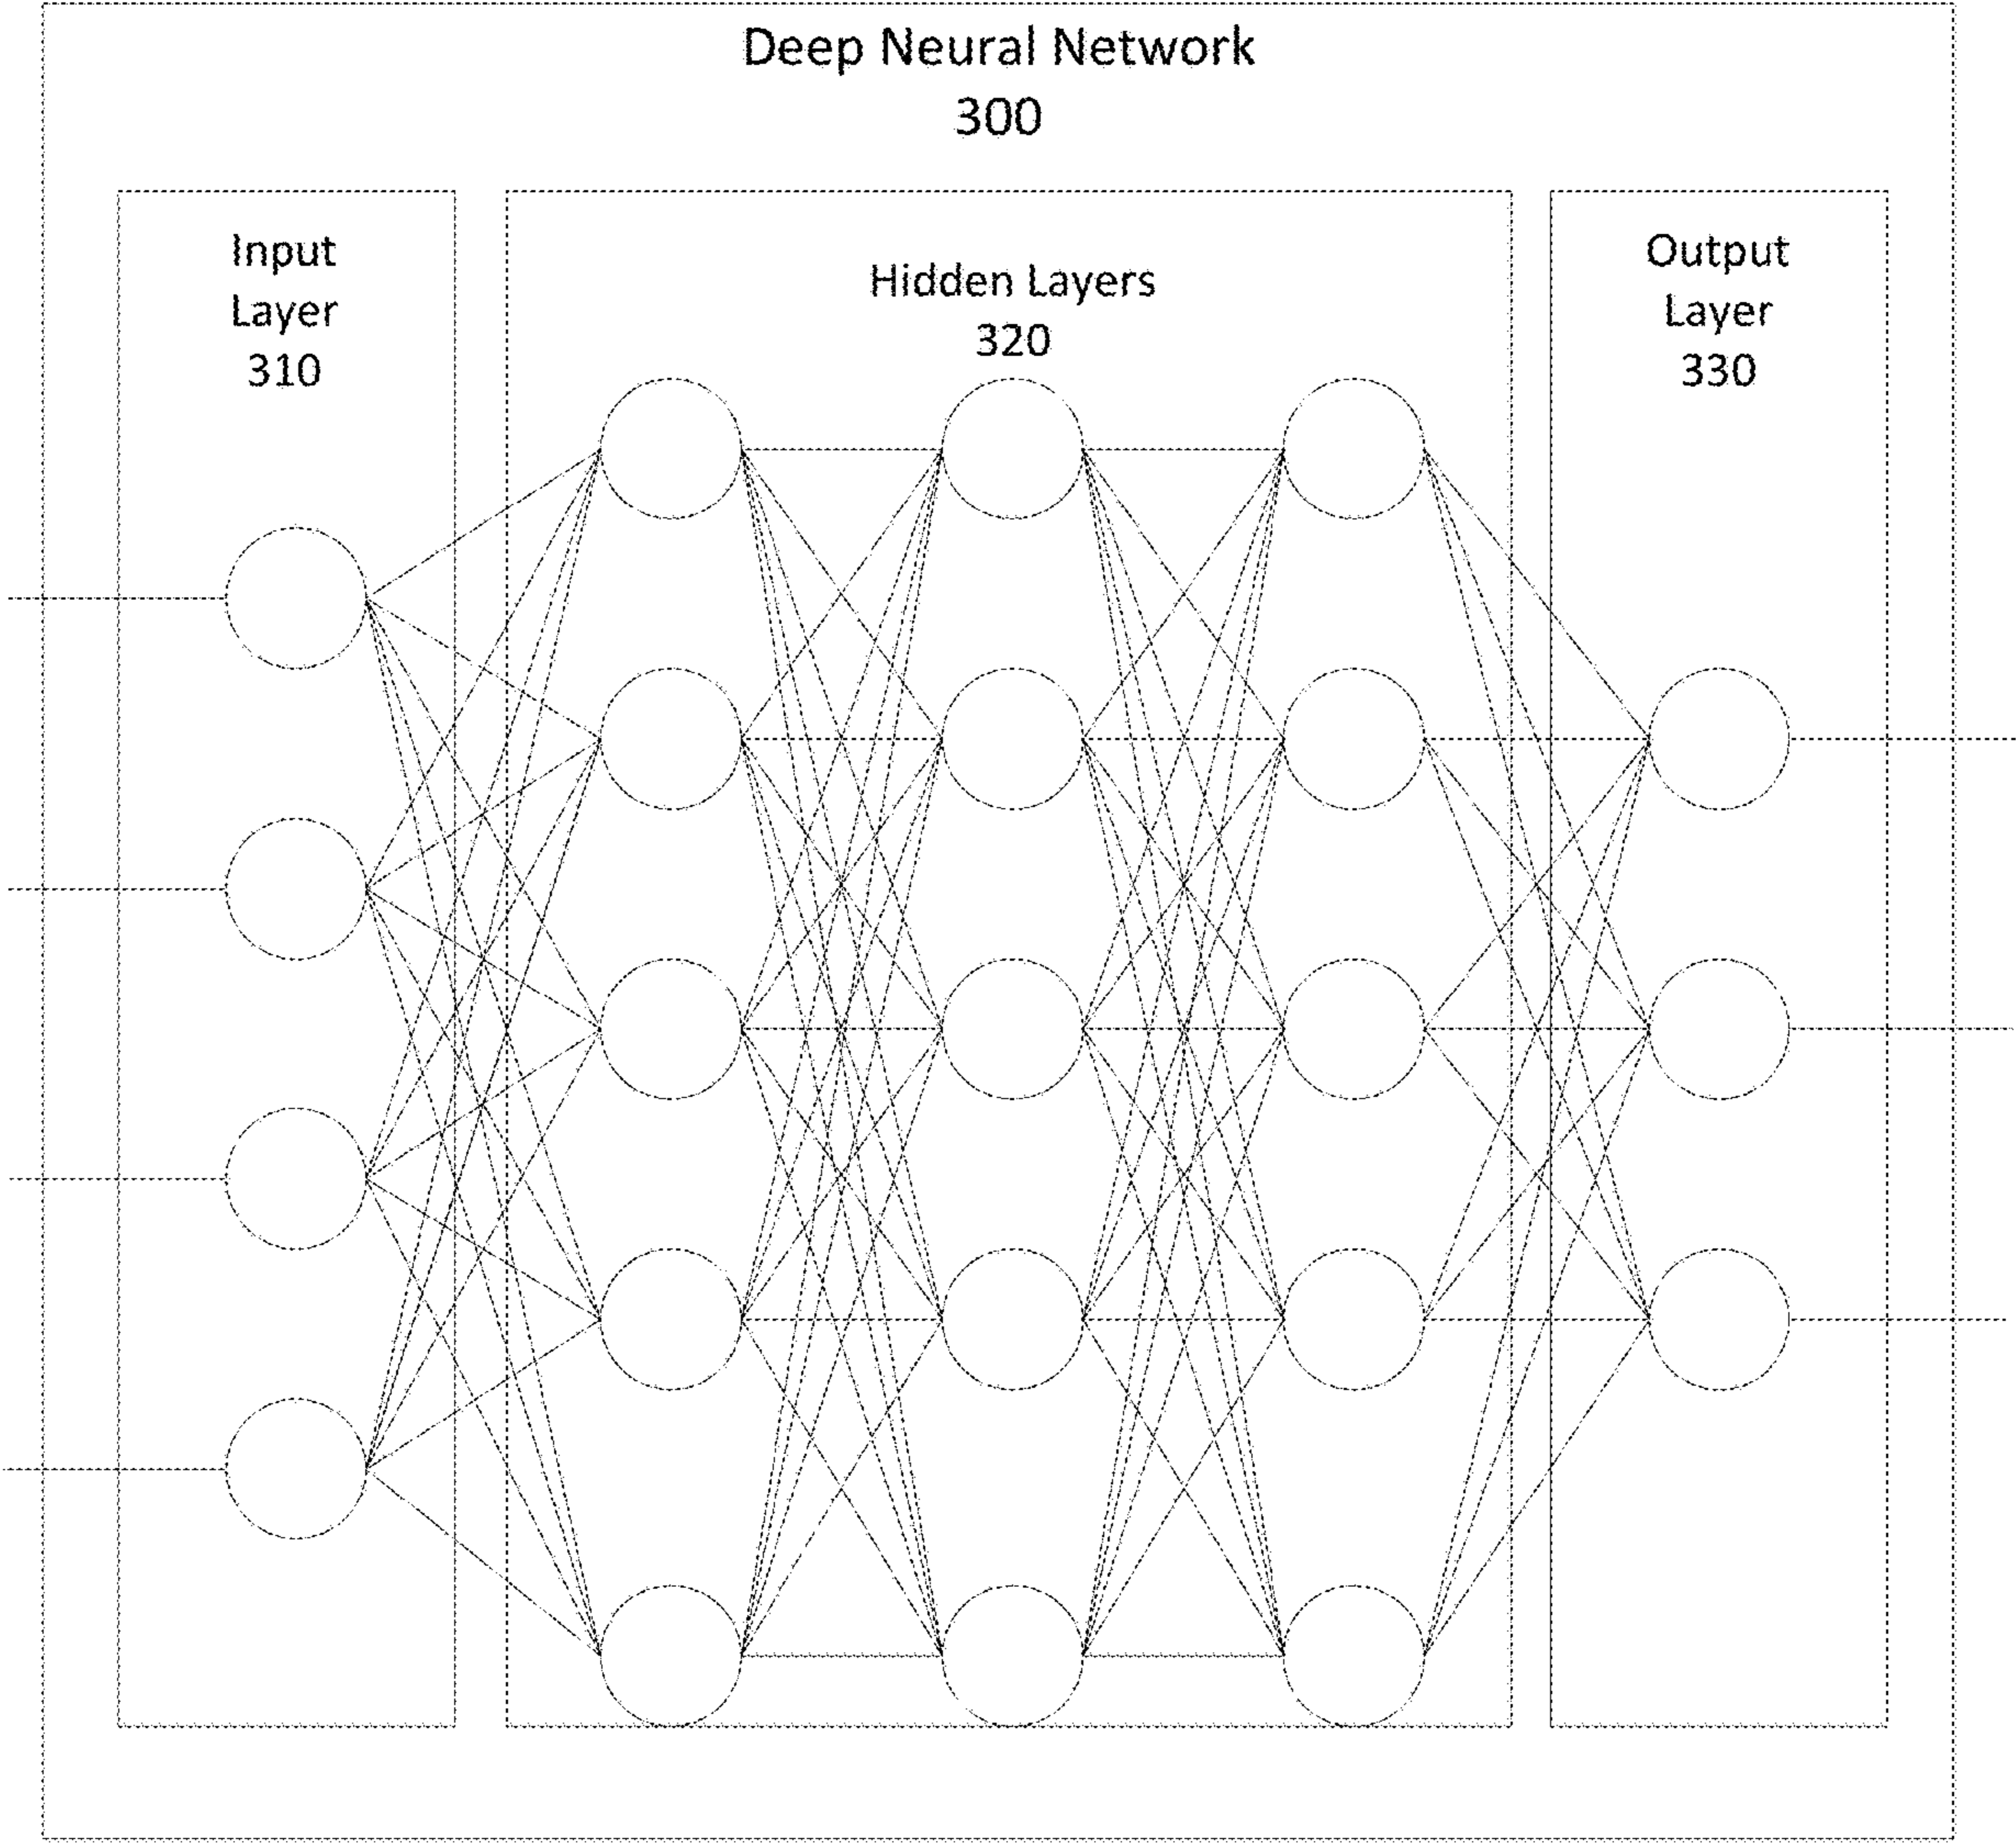 Deep Neural Network
300
Input
Layer
310
Hidden Layers
320
Output
Layer
330